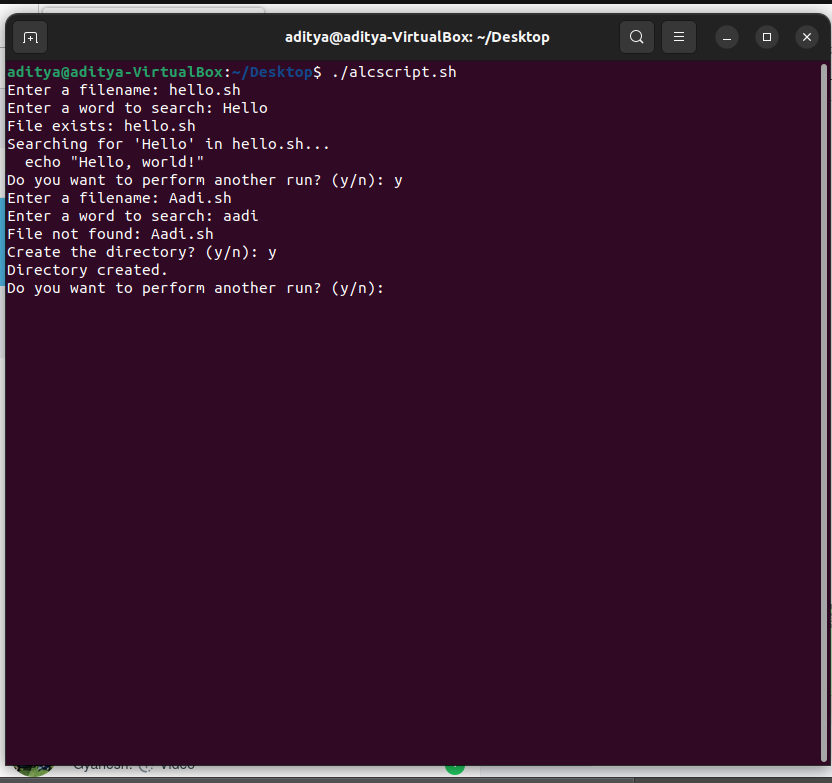 aditya@aditya-VirtualBox: ~/Desktop
aditya@aditya-VirtualBox:~/Desktop$ ./alcscript.sh
Enter a filename: hello.sh
Enter a word to search: Hello
File exists: hello.sh
Searching for 'Hello' in hello.sh...
  echo "Hello, world!"
Do you want to perform another run? (y/n): y
Enter a filename: Aadi.sh
Enter a word to search: aadi
File not found: Aadi.sh
Create the directory? (y/n): y
Directory created.
Do you want to perform another run? (y/n):